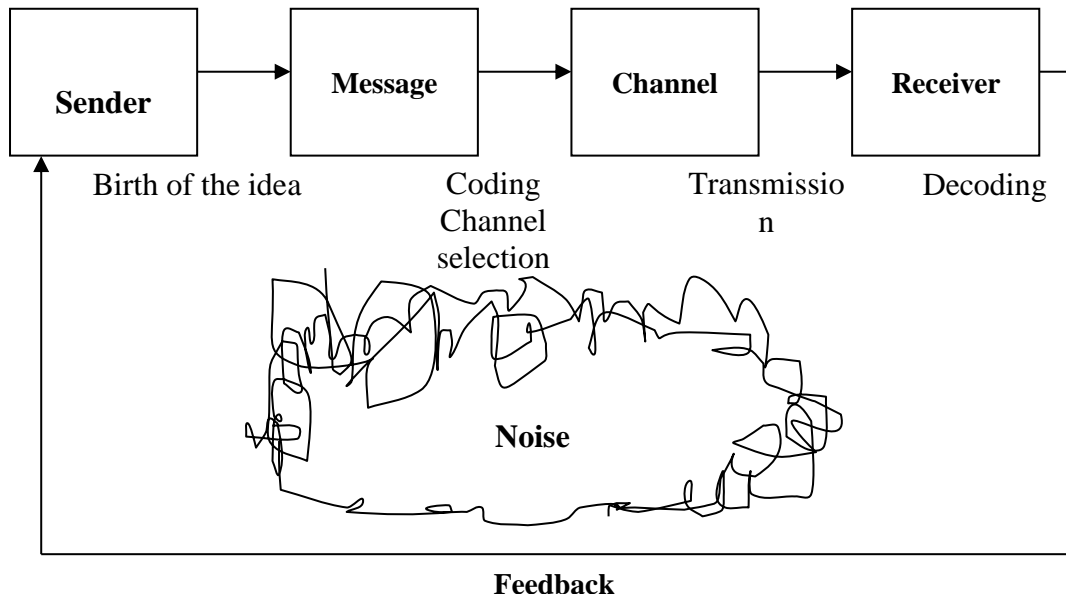 Sender
Message
Channel
Receiver
Birth of the idea
Coding
Channel
selection
Transmissio
n
Decoding
Noise
Feedback